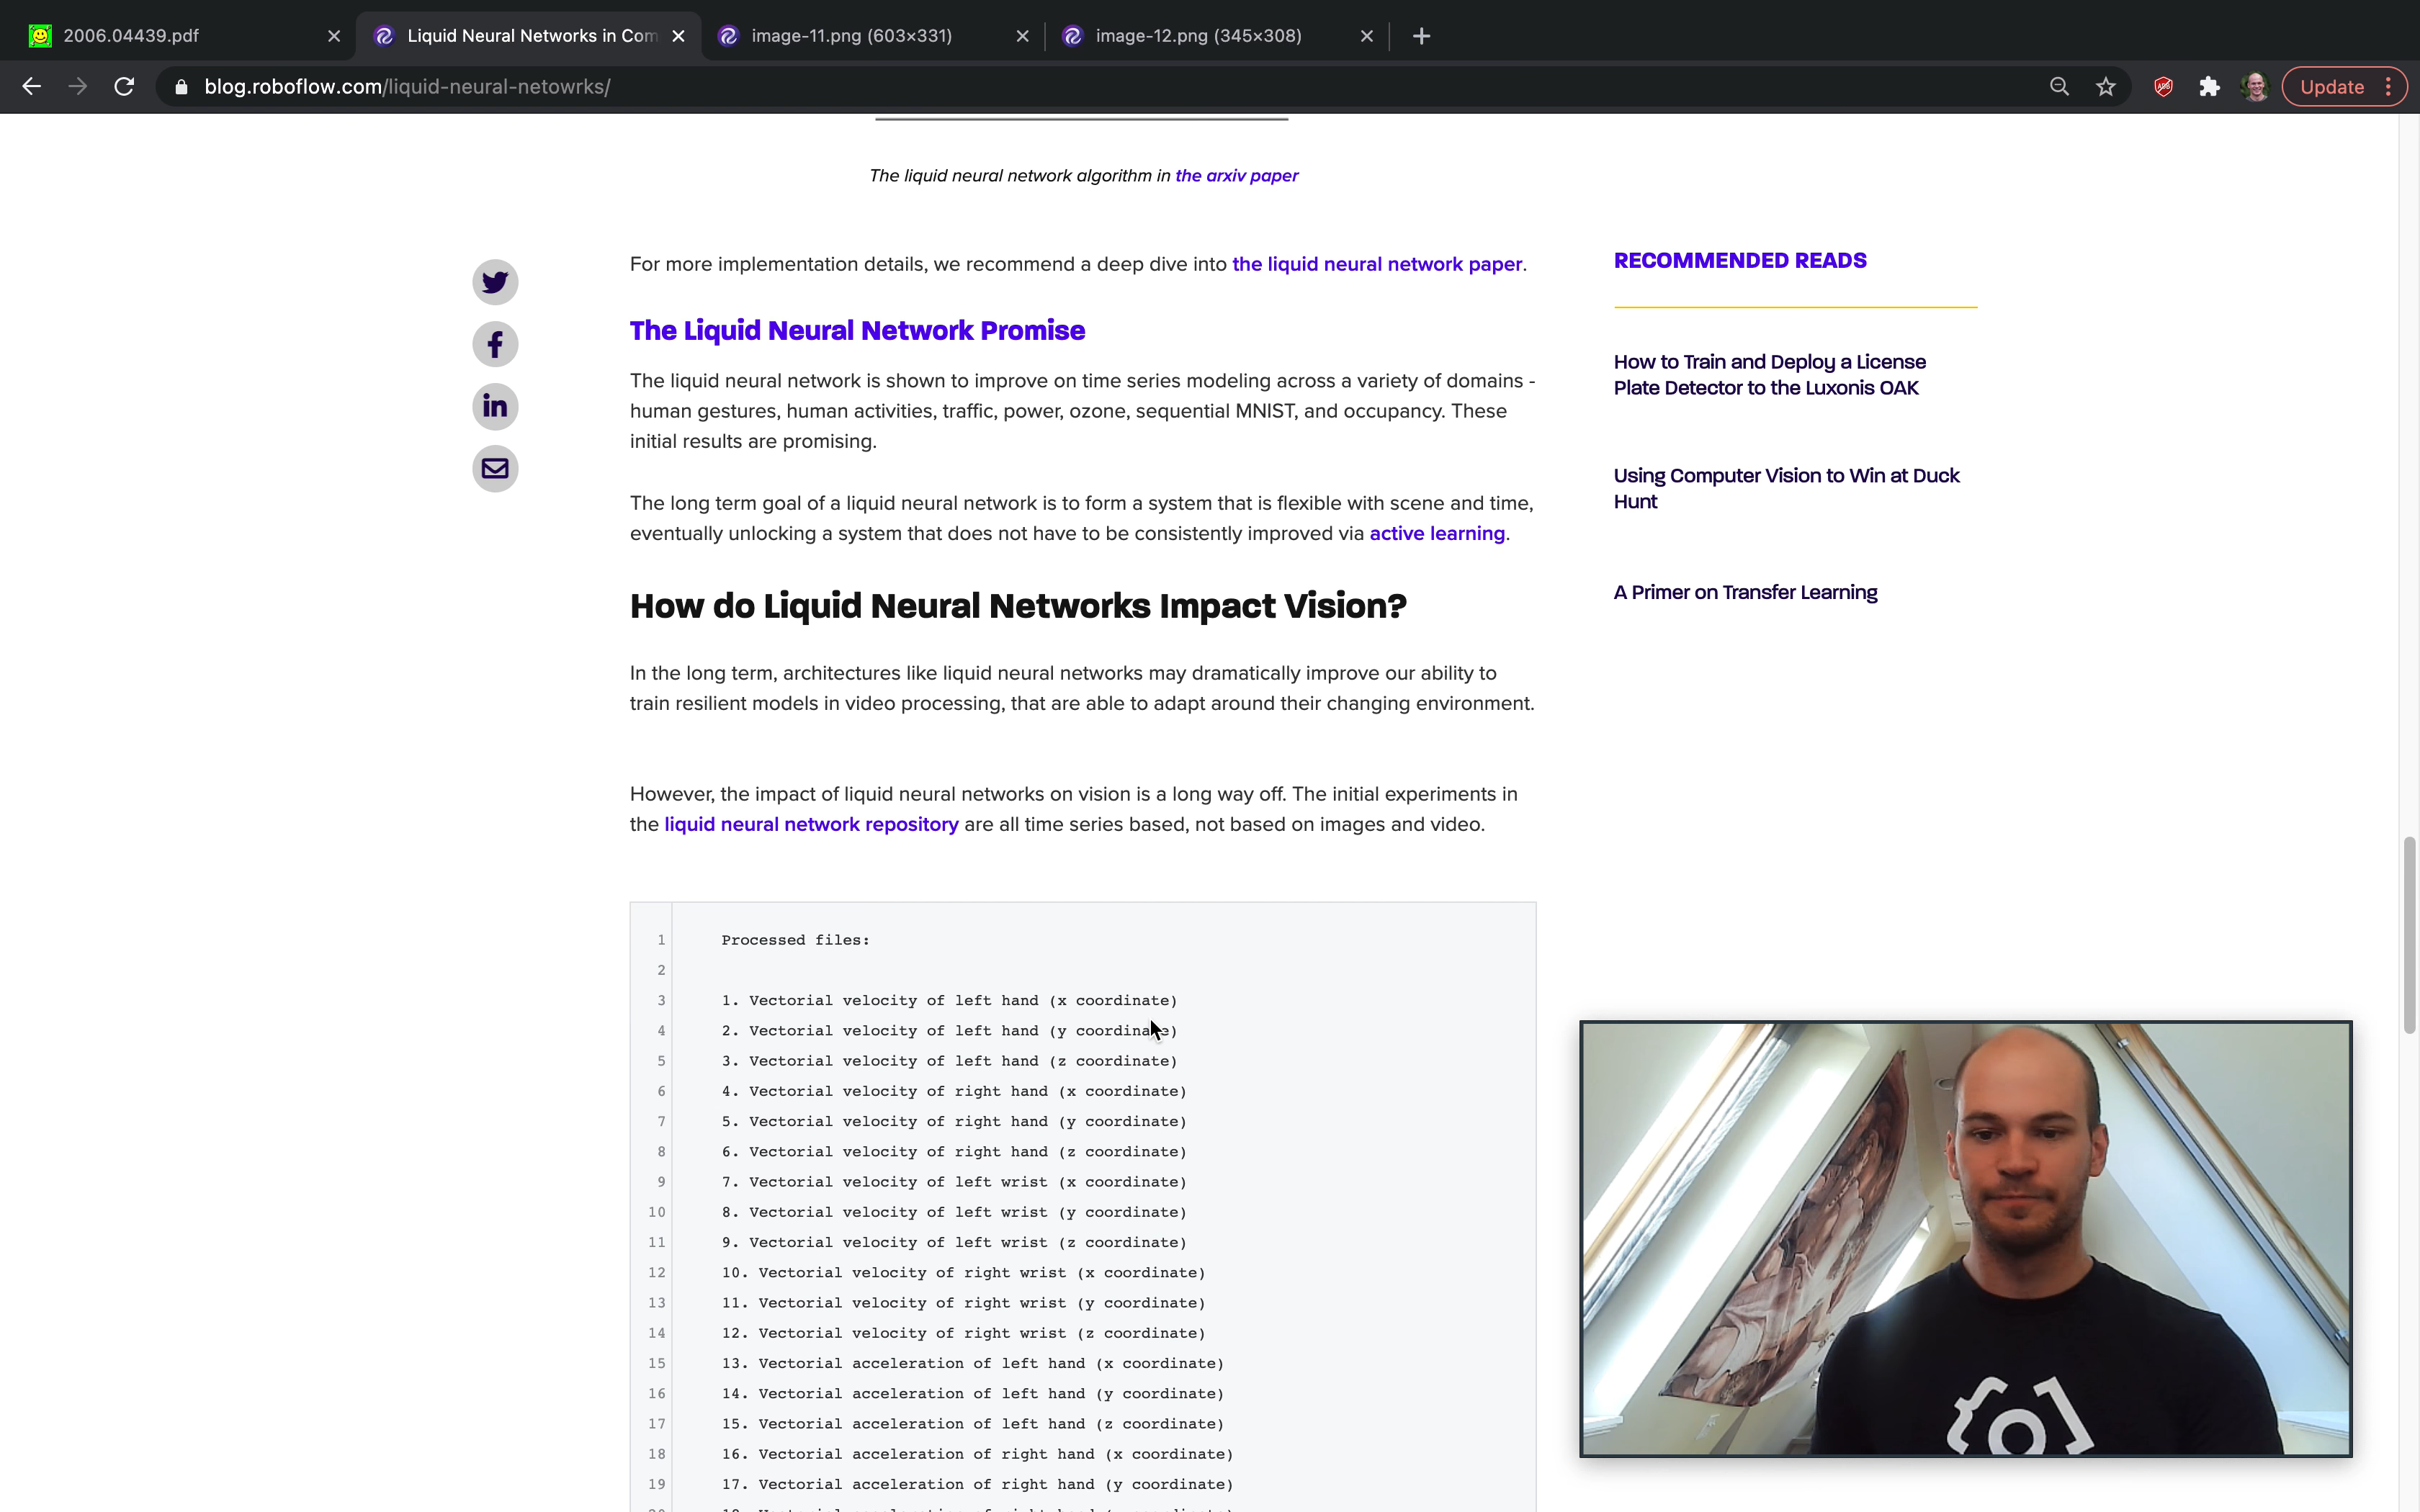 2006.04439.pdf
Liquid Neural Networks in Com
image-11.png (603×331)
image-12.png (345×308)
blog.roboflow.com/liquid-neural-netowrks/
Update
The liquid neural network algorithm in the arxiv paper
For more implementation details, we recommend a deep dive into the liquid neural network paper.
The Liquid Neural Network Promise
The liquid neural network is shown to improve on time series modeling across a variety of domains -
human gestures, human activities, traffic, power, ozone, sequential MNIST, and occupancy. These
initial results are promising.
The long term goal of a liquid neural network is to form a system that is flexible with scene and time,
eventually unlocking a system that does not have to be consistently improved via active learning.
How do Liquid Neural Networks Impact Vision?
In the long term, architectures like liquid neural networks may dramatically improve our ability to
train resilient models in video processing, that are able to adapt around their changing environment.
However, the impact of liquid neural networks on vision is a long way off. The initial experiments in
the liquid neural network repository are all time series based, not based on images and video.
1 Processed files:
2
3 1. Vectorial velocity of left hand (x coordinate)
4 2. Vectorial velocity of left hand (y coordinate)
5 3. Vectorial velocity of left hand (z coordinate)
6 4. Vectorial velocity of right hand (x coordinate)
7 5. Vectorial velocity of right hand (y coordinate)
8 6. Vectorial velocity of right hand (z coordinate)
9 7. Vectorial velocity of left wrist (x coordinate)
10 8. Vectorial velocity of left wrist (y coordinate)
11 9. Vectorial velocity of left wrist (z coordinate)
12 10. Vectorial velocity of right wrist (x coordinate)
13 11. Vectorial velocity of right wrist (y coordinate)
14 12. Vectorial velocity of right wrist (z coordinate)
15 13. Vectorial acceleration of left hand (x coordinate)
16 14. Vectorial acceleration of left hand (y coordinate)
17 15. Vectorial acceleration of left hand (z coordinate)
18 16. Vectorial acceleration of right hand (x coordinate)
19 17. Vectorial acceleration of right hand (y coordinate)
RECOMMENDED READS
How to Train and Deploy a License
Plate Detector to the Luxonis OAK
Using Computer Vision to Win at Duck
Hunt
A Primer on Transfer Learning